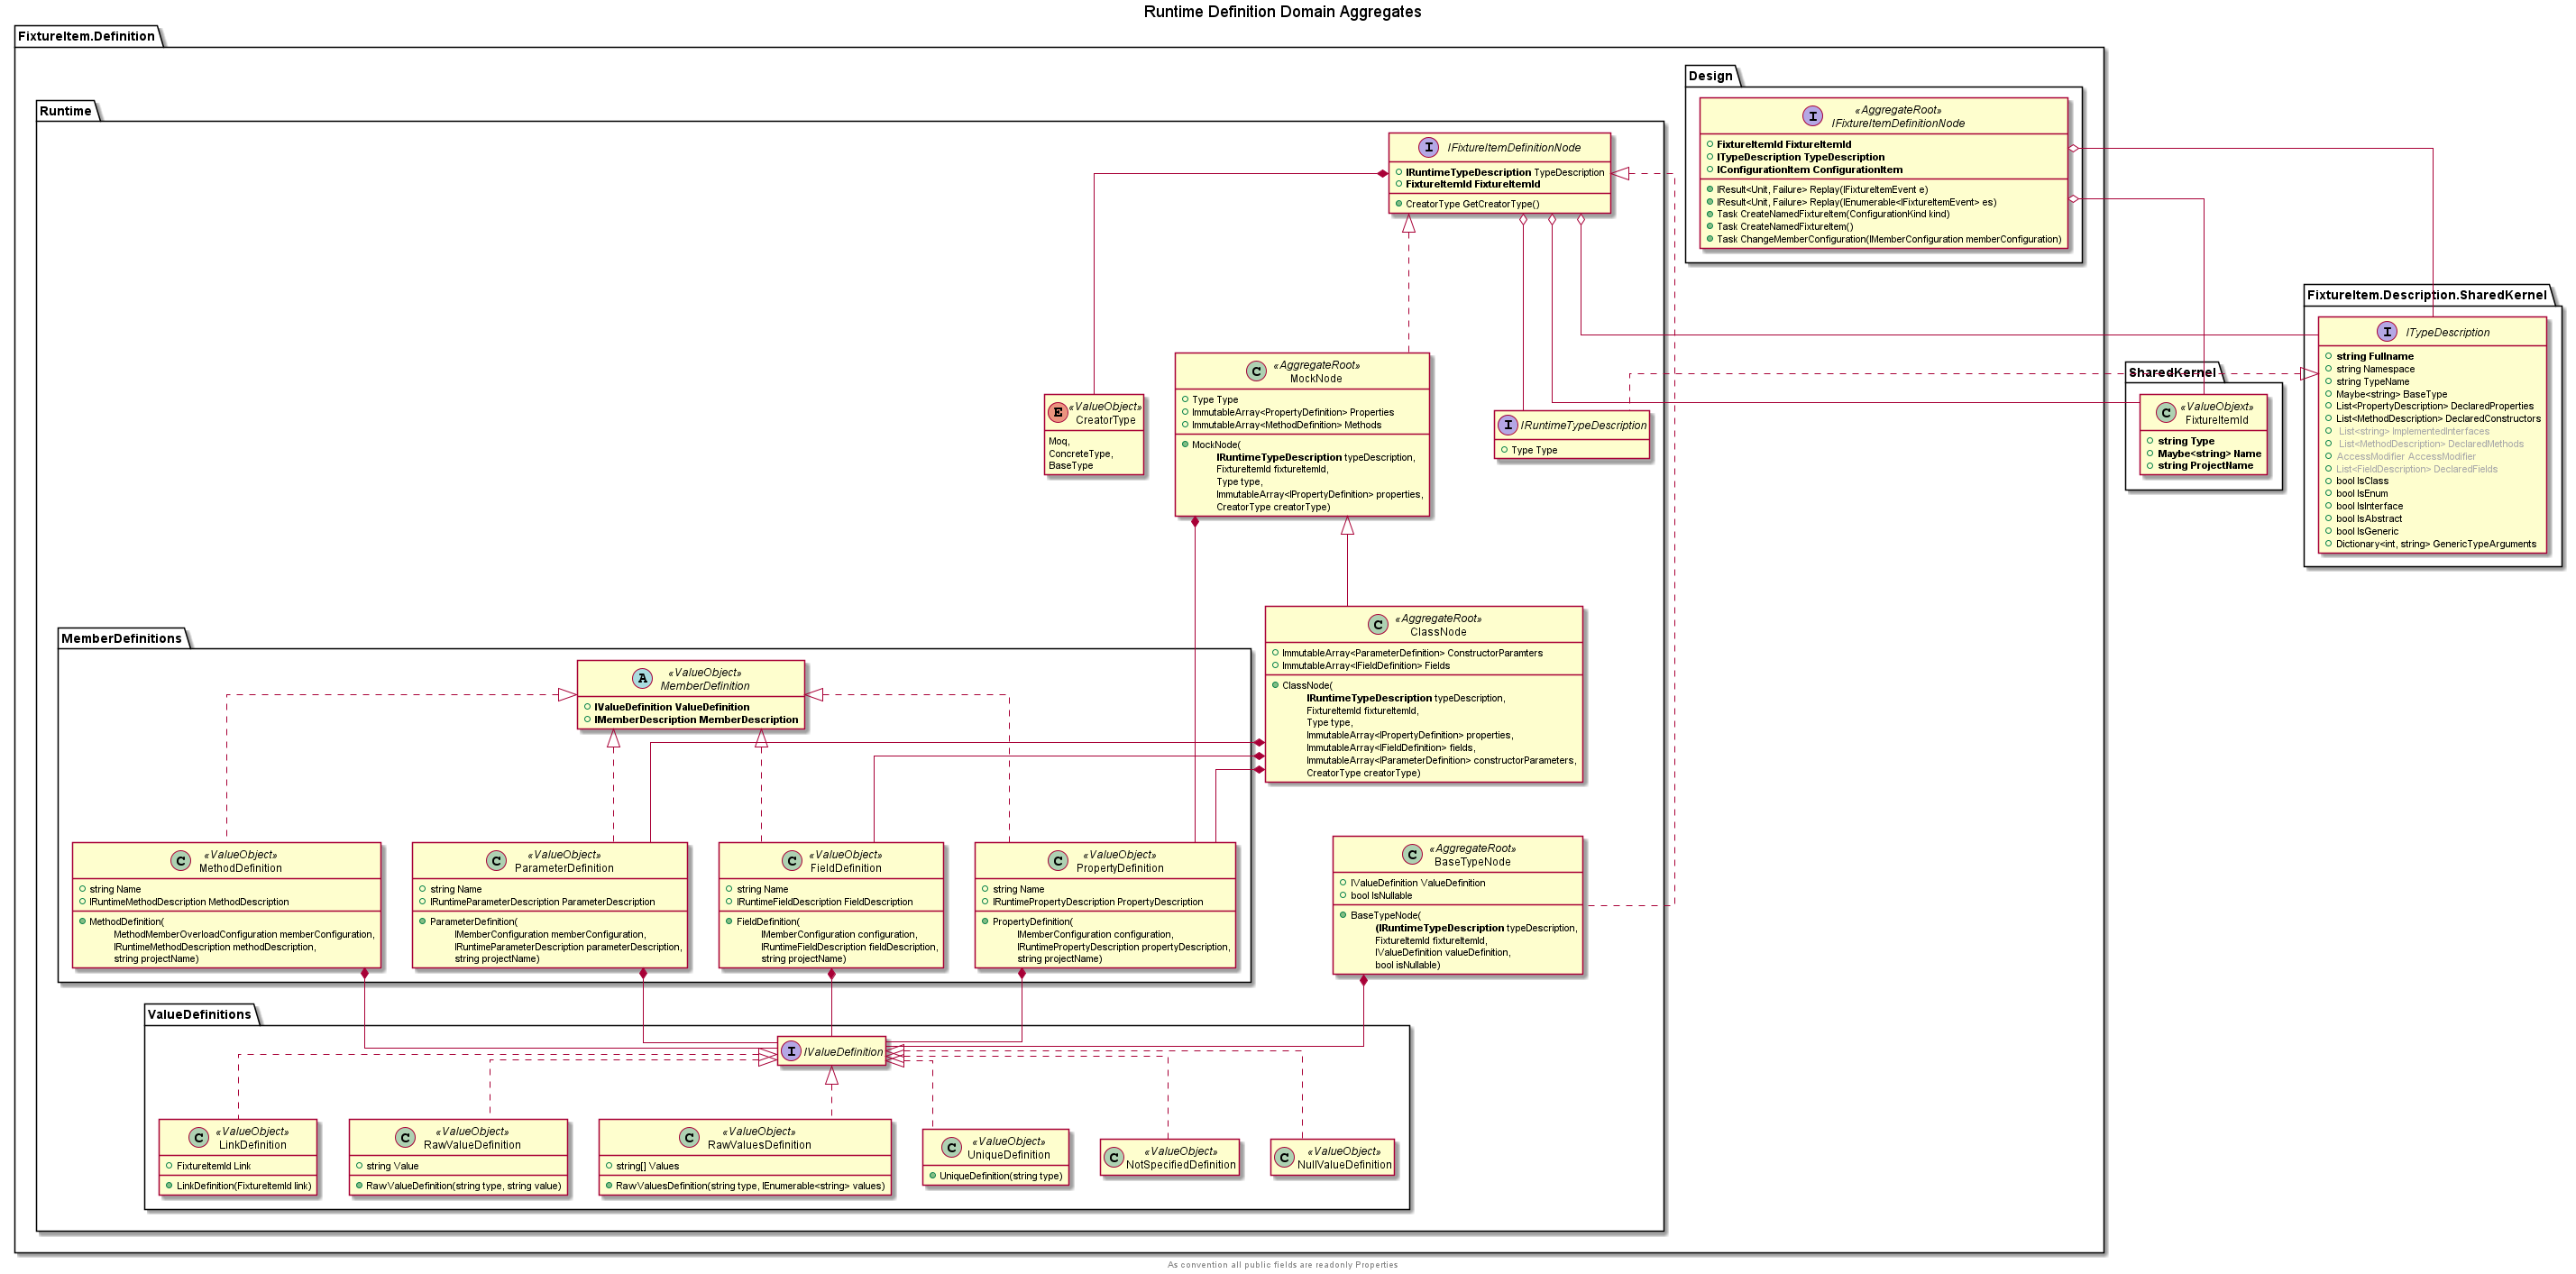 Runtime Definition Domain Aggregates
FixtureItem.Definition
Design
«AggregateRoot»
IFixtureItemDefinitionNode
FixtureItemId FixtureItemId
ITypeDescription TypeDescription
IConfigurationItem ConfigurationItem
IResult<Unit, Failure> Replay(IFixtureItemEvent e)
IResult<Unit, Failure> Replay(IEnumerable<IFixtureItemEvent> es)
Task CreateNamedFixtureItem(ConfigurationKind kind)
Task CreateNamedFixtureItem()
Task ChangeMemberConfiguration(IMemberConfiguration memberConfiguration)
Runtime
I IFixtureItemDefinitionNode
IRuntimeTypeDescription TypeDescription
FixtureItemId FixtureItemId
CreatorType GetCreatorType()
FixtureItem.Description.SharedKernel
I ITypeDescription
string Fullname
string Namespace
string TypeName
Maybe<string> BaseType
List<PropertyDescription> DeclaredProperties
List<MethodDescription> DeclaredConstructors
List<string> ImplementedInterfaces
List<MethodDescription> DeclaredMethods
AccessModifier AccessModifier
List<FieldDescription> DeclaredFields
bool IsClass
bool IsEnum
bool IsInterface
bool IsAbstract
bool IsGeneric
Dictionary<int, string> GenericTypeArguments
SharedKernel
C «ValueObjext»
FixtureItemId
string Type
Maybe<string> Name
string ProjectName
C «AggregateRoot»
MockNode
Type Type
ImmutableArray<PropertyDefinition> Properties
ImmutableArray<MethodDefinition> Methods
MockNode(
IRuntimeTypeDescription typeDescription,
FixtureItemId fixtureItemId,
Type type,
ImmutableArray<IPropertyDefinition> properties,
CreatorType creatorType)
E «ValueObject»
CreatorType
Moq,
ConcreteType,
BaseType
I IRuntimeTypeDescription
Type Type
C «AggregateRoot»
ClassNode
ImmutableArray<ParameterDefinition> ConstructorParamters
ImmutableArray<IFieldDefinition> Fields
ClassNode(
IRuntimeTypeDescription typeDescription,
FixtureItemId fixtureItemId,
Type type,
ImmutableArray<IPropertyDefinition> properties,
ImmutableArray<IFieldDefinition> fields,
ImmutableArray<IParameterDefinition> constructorParameters,
CreatorType creatorType)
MemberDefinitions
A «ValueObject»
MemberDefinition
IValueDefinition ValueDefinition
IMemberDescription MemberDescription
C «ValueObject»
MethodDefinition
string Name
IRuntimeMethodDescription MethodDescription
MethodDefinition(
MethodMemberOverloadConfiguration memberConfiguration,
IRuntimeMethodDescription methodDescription,
string projectName)
C «ValueObject»
ParameterDefinition
string Name
IRuntimeParameterDescription ParameterDescription
ParameterDefinition(
IMemberConfiguration memberConfiguration,
IRuntimeParameterDescription parameterDescription,
string projectName)
C «ValueObject»
FieldDefinition
string Name
IRuntimeFieldDescription FieldDescription
FieldDefinition(
IMemberConfiguration configuration,
IRuntimeFieldDescription fieldDescription,
string projectName)
C «ValueObject»
PropertyDefinition
string Name
IRuntimePropertyDescription PropertyDescription
PropertyDefinition(
IMemberConfiguration configuration,
IRuntimePropertyDescription propertyDescription,
string projectName)
C «AggregateRoot»
BaseTypeNode
IValueDefinition ValueDefinition
bool IsNullable
BaseTypeNode(
(IRuntimeTypeDescription typeDescription,
FixtureItemId fixtureItemId,
IValueDefinition valueDefinition,
bool isNullable)
ValueDefinitions
I IValueDefinition
C «ValueObject»
LinkDefinition
FixtureItemId Link
LinkDefinition(FixtureItemId link)
C «ValueObject»
RawValueDefinition
string Value
RawValueDefinition(string type, string value)
C «ValueObject»
RawValuesDefinition
string[] Values
RawValuesDefinition(string type, IEnumerable<string> values)
C «ValueObject»
UniqueDefinition
UniqueDefinition(string type)
C «ValueObject»
NotSpecifiedDefinition
C «ValueObject»
NullValueDefinition
As convention all public fields are readonly Properties